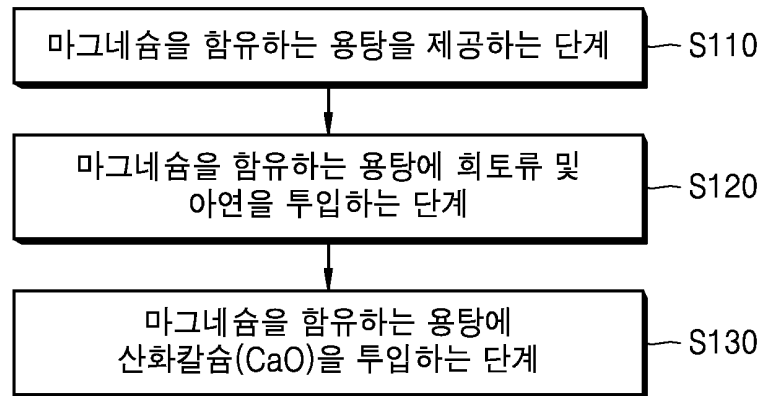 마그네슘을 함유하는 용탕을 제공하는 단계 S110
마그네슘을 함유하는 용탕에 희토류 및
아연을 투입하는 단계 S120
마그네슘을 함유하는 용탕에
산화칼슘(CaO)을 투입하는 단계 S130